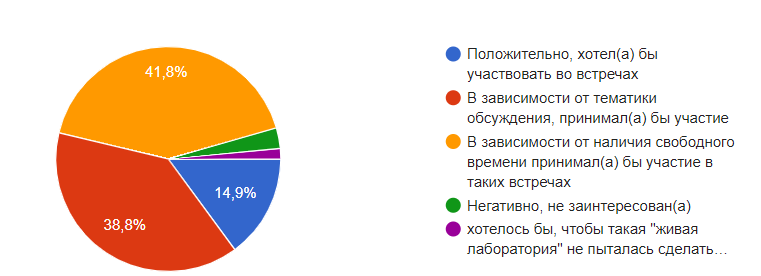 41,8%
38,8%
14,9%
Положительно, хотел(а) бы
участвовать во встречах
В зависимости от тематики
обсуждения, принимал(а) бы участие
В зависимости от наличия свободного
времени принимал(а) бы участие в
таких встречах
Негативно, не заинтересован(а)
хотелось бы, чтобы такая "живая
лаборатория" не пыталась сделать…